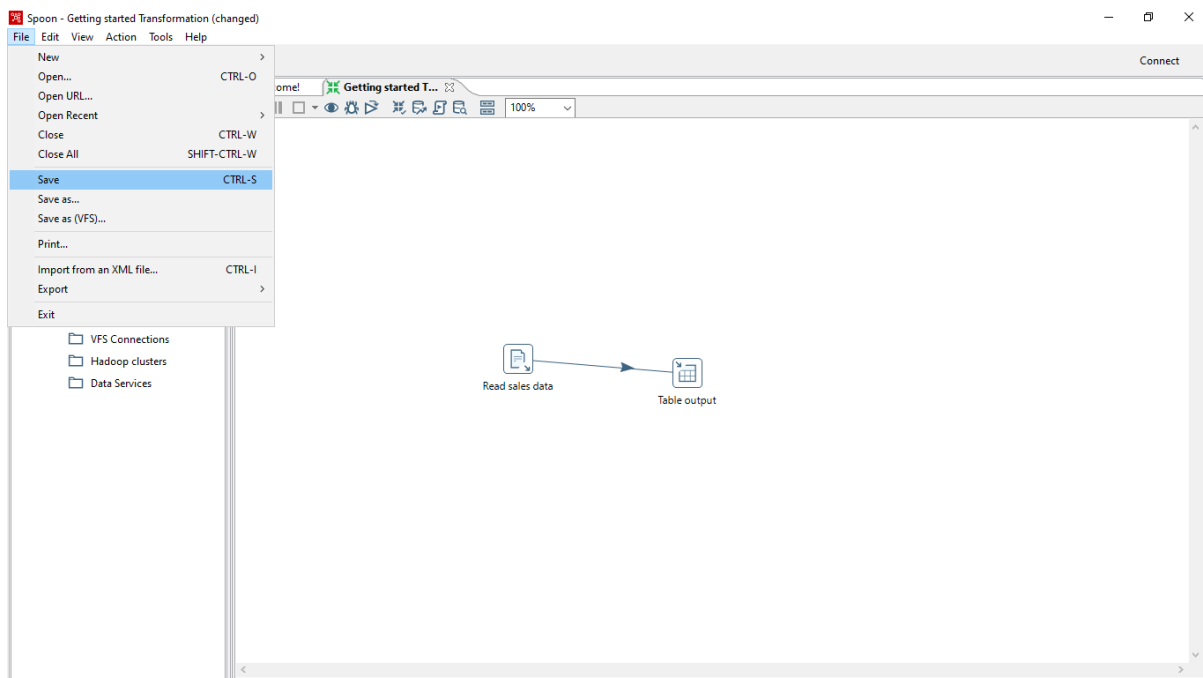 Spoon - Getting started Transformation (changed)
File Edit View Action Tools Help
New
Open... CTRL-O
Open URL...
Open Recent
Close CTRL-W
Close All SHIFT-CTRL-W
Save CTRL-S
Save as...
Save as (VFS)...
Print...
Import from an XML file... CTRL-I
Export
Exit
Connect
ome! Getting started T...
100%
VFS Connections
Hadoop clusters
Data Services
Read sales data
Table output